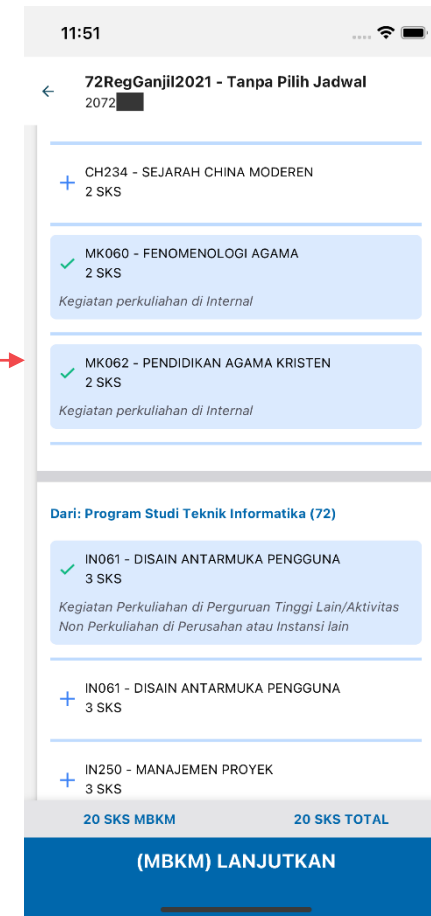 11:51
72RegGanjil2021 - Tanpa Pilih Jadwal
2072
CH234 - SEJARAH CHINA MODEREN
2 SKS
MK060 - FENOMENOLOGI AGAMA
2 SKS
Kegiatan perkuliahan di Internal
MK062 - PENDIDIKAN AGAMA KRISTEN
2 SKS
Kegiatan perkuliahan di Internal
Dari: Program Studi Teknik Informatika (72)
IN061 - DISAIN ANTARMUKA PENGGUNA
3 SKS
Kegiatan Perkuliahan di Perguruan Tinggi Lain/Aktivitas
Non Perkuliahan di Perusahan atau Instansi lain
IN061 - DISAIN ANTARMUKA PENGGUNA
3 SKS
IN250 - MANAJEMEN PROYEK
3 SKS
20 SKS MBKM 20 SKS TOTAL
(MBKM) LANJUTKAN